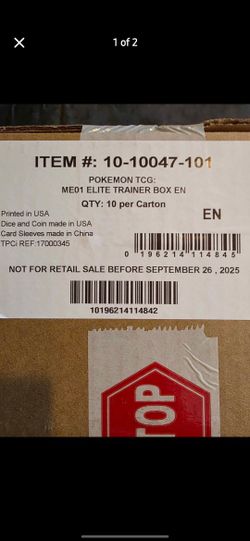 1 of 2
ITEM #: 10-10047-101
POKEMON TCG:
ME01 ELITE TRAINER BOX EN
QTY: 10 per Carton
Printed in USA
Dice and Coin made in USA
Card Sleeves made in China
TPCi REF:17000345
EN
0 196214 114845
NOT FOR RETAIL SALE BEFORE SEPTEMBER 26 , 2025
10196214114842
STOP